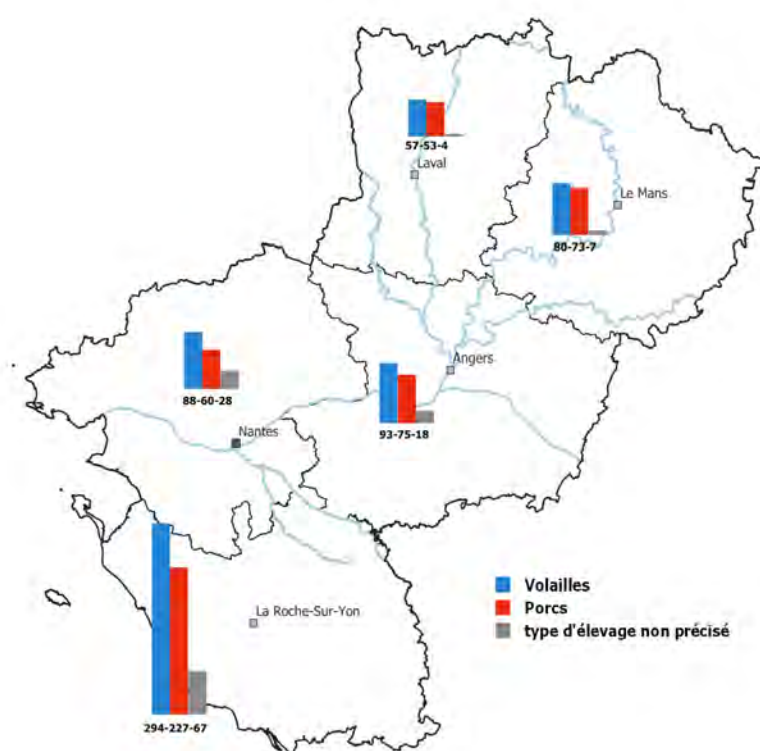 57-53-4
Laval
Le Mans
80-73-7
Angers
88-60-28
93-75-18
Nantes
Volailles
Porcs
La Roche-Sur-Yon
type d'élevage non précisé
294-227-67